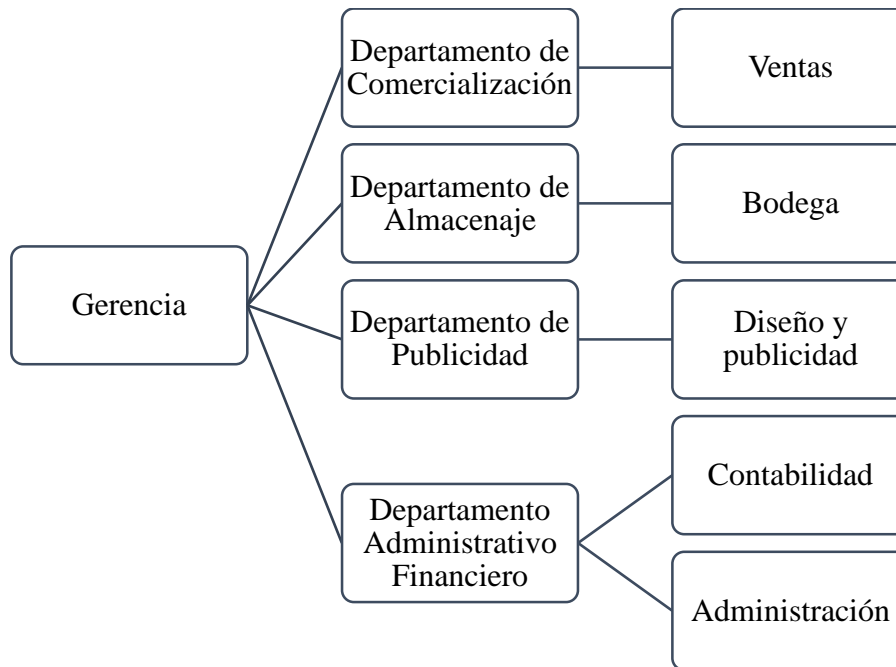 Gerencia
Departamento de
Comercialización
Ventas
Departamento de
Almacenaje
Bodega
Departamento de
Publicidad
Diseño y
publicidad
Departamento
Administrativo
Financiero
Contabilidad
Administración